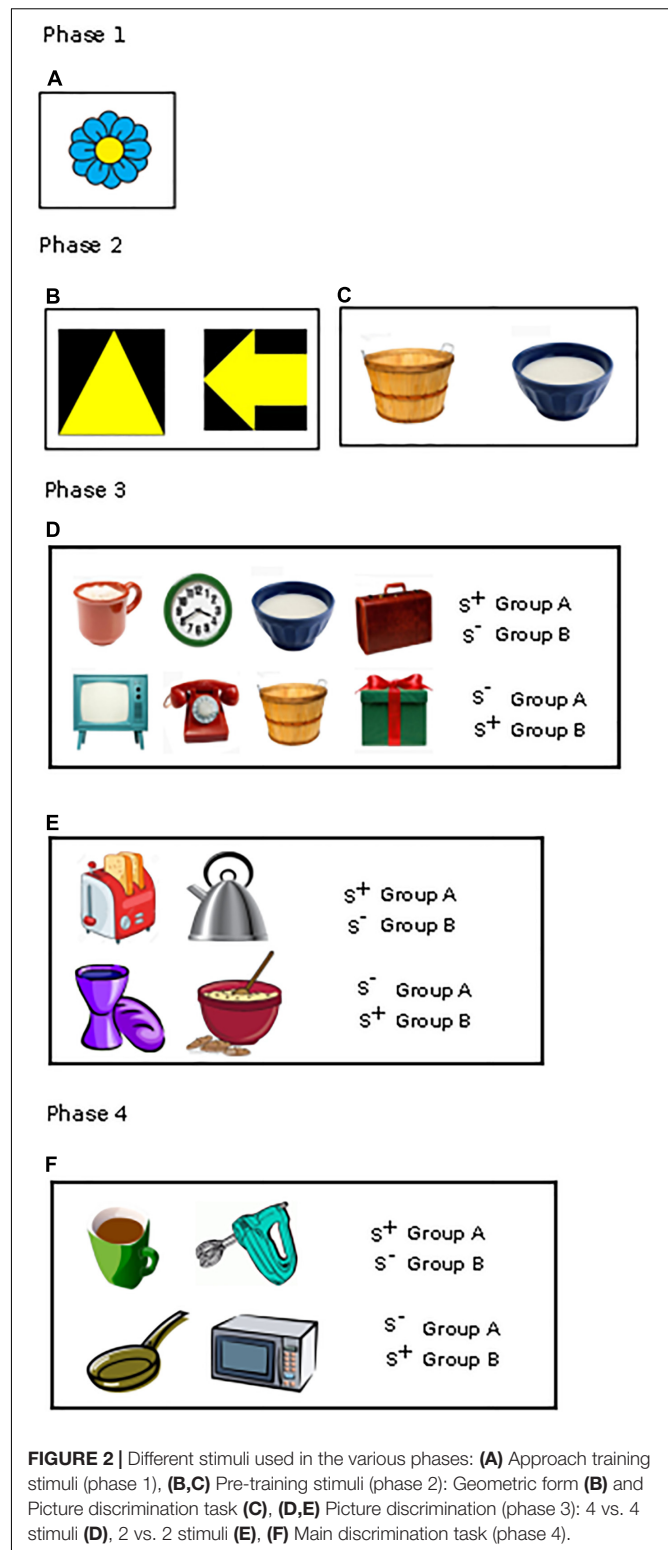 Phase 1
A
Phase 2
B
C
Phase 3
D
S+ Group A
S- Group B
S- Group A
S+ Group B
E
S+ Group A
S- Group B
S- Group A
S+ Group B
Phase 4
F
S+ Group A
S- Group B
S- Group A
S+ Group B
FIGURE 2 | Different stimuli used in the various phases: (A) Approach training
stimuli (phase 1), (B,C) Pre-training stimuli (phase 2): Geometric form (B) and
Picture discrimination task (C), (D,E) Picture discrimination (phase 3): 4 vs. 4
stimuli (D), 2 vs. 2 stimuli (E), (F) Main discrimination task (phase 4).